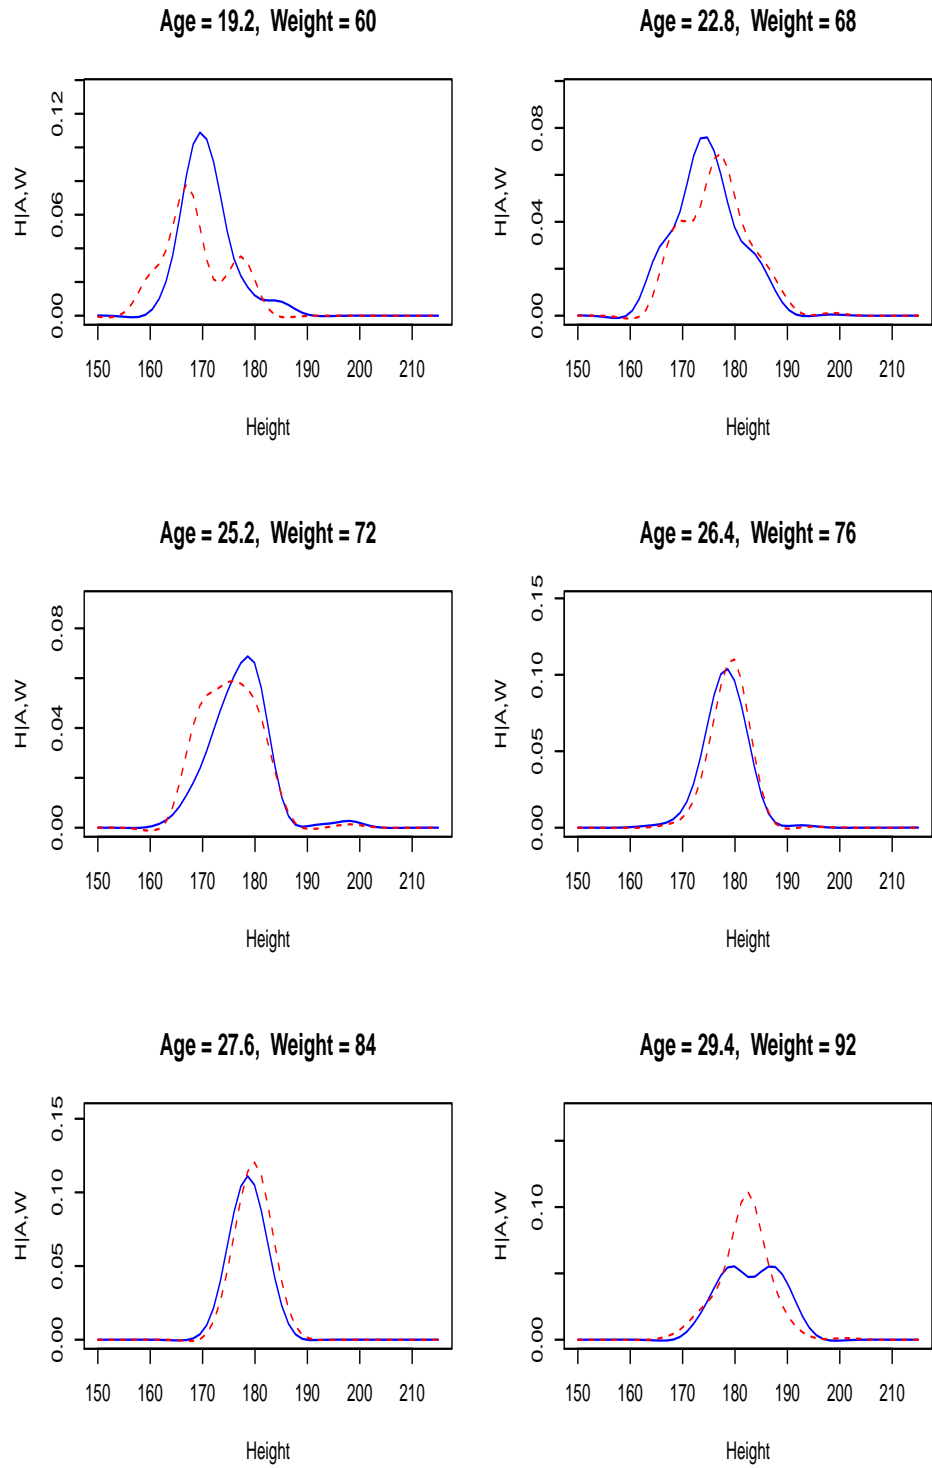 Age = 19.2,  Weight = 60
H|A,W
0.00 0.06 0.12
150 160 170 180 190 200 210
Height
Age = 22.8,  Weight = 68
H|A,W
0.00 0.04 0.08
150 160 170 180 190 200 210
Height
Age = 25.2,  Weight = 72
H|A,W
0.00 0.04 0.08
150 160 170 180 190 200 210
Height
Age = 26.4,  Weight = 76
H|A,W
0.00 0.05 0.10 0.15
150 160 170 180 190 200 210
Height
Age = 27.6,  Weight = 84
H|A,W
0.00 0.05 0.10 0.15
150 160 170 180 190 200 210
Height
Age = 29.4,  Weight = 92
H|A,W
0.00 0.10
150 160 170 180 190 200 210
Height